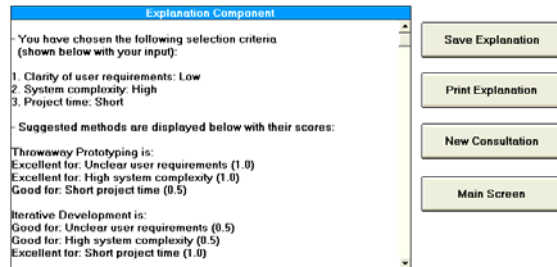 Explanation Component
- You have chosen the following selection criteria
(shown below with your input):
1. Clarity of user requirements: Low
2. System complexity: High
3. Project time: Short
- Suggested methods are displayed below with their scores:
Throwaway Prototyping is:
Excellent for: Unclear user requirements (1.0)
Excellent for: High system complexity (1.0)
Good for: Short project time (0.5)
Iterative Development is:
Good for: Unclear user requirements (0.5)
Good for: High system complexity (0.5)
Excellent for: Short project time (1.0)
Save Explanation
Print Explanation
New Consultation
Main Screen